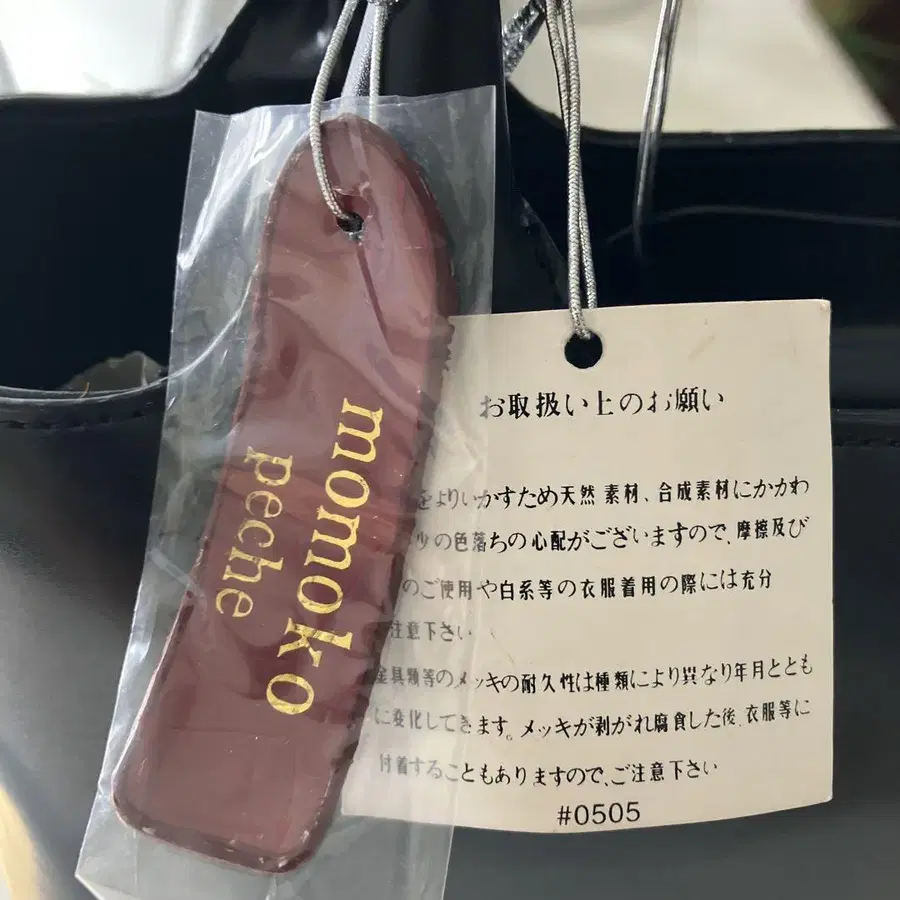 momoko
peche
お取扱い上のお願い
をよりいかすため天然素材、合成素材にかかわ
少の色落ちの心配がございますので、摩擦及び
のご使用や白系等の衣服着用の際には充分
注意下さい
金具類等のメッキの耐久性は種類により異なり年月ととも
に変化してきます。メッキが剥がれ腐食した後、衣服等に
付着することもありますので、ご注意下さい
#0505